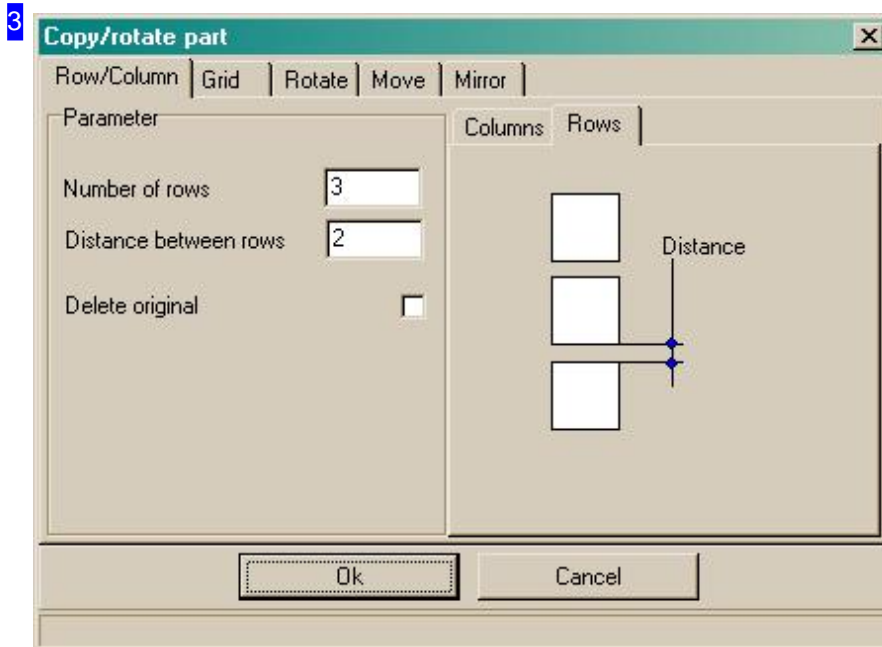 3
Copy/rotate part
Row/Column Grid Rotate Move Mirror
Parameter
Columns Rows
Number of rows 3
Distance between rows 2
Distance
Delete original
Ok Cancel